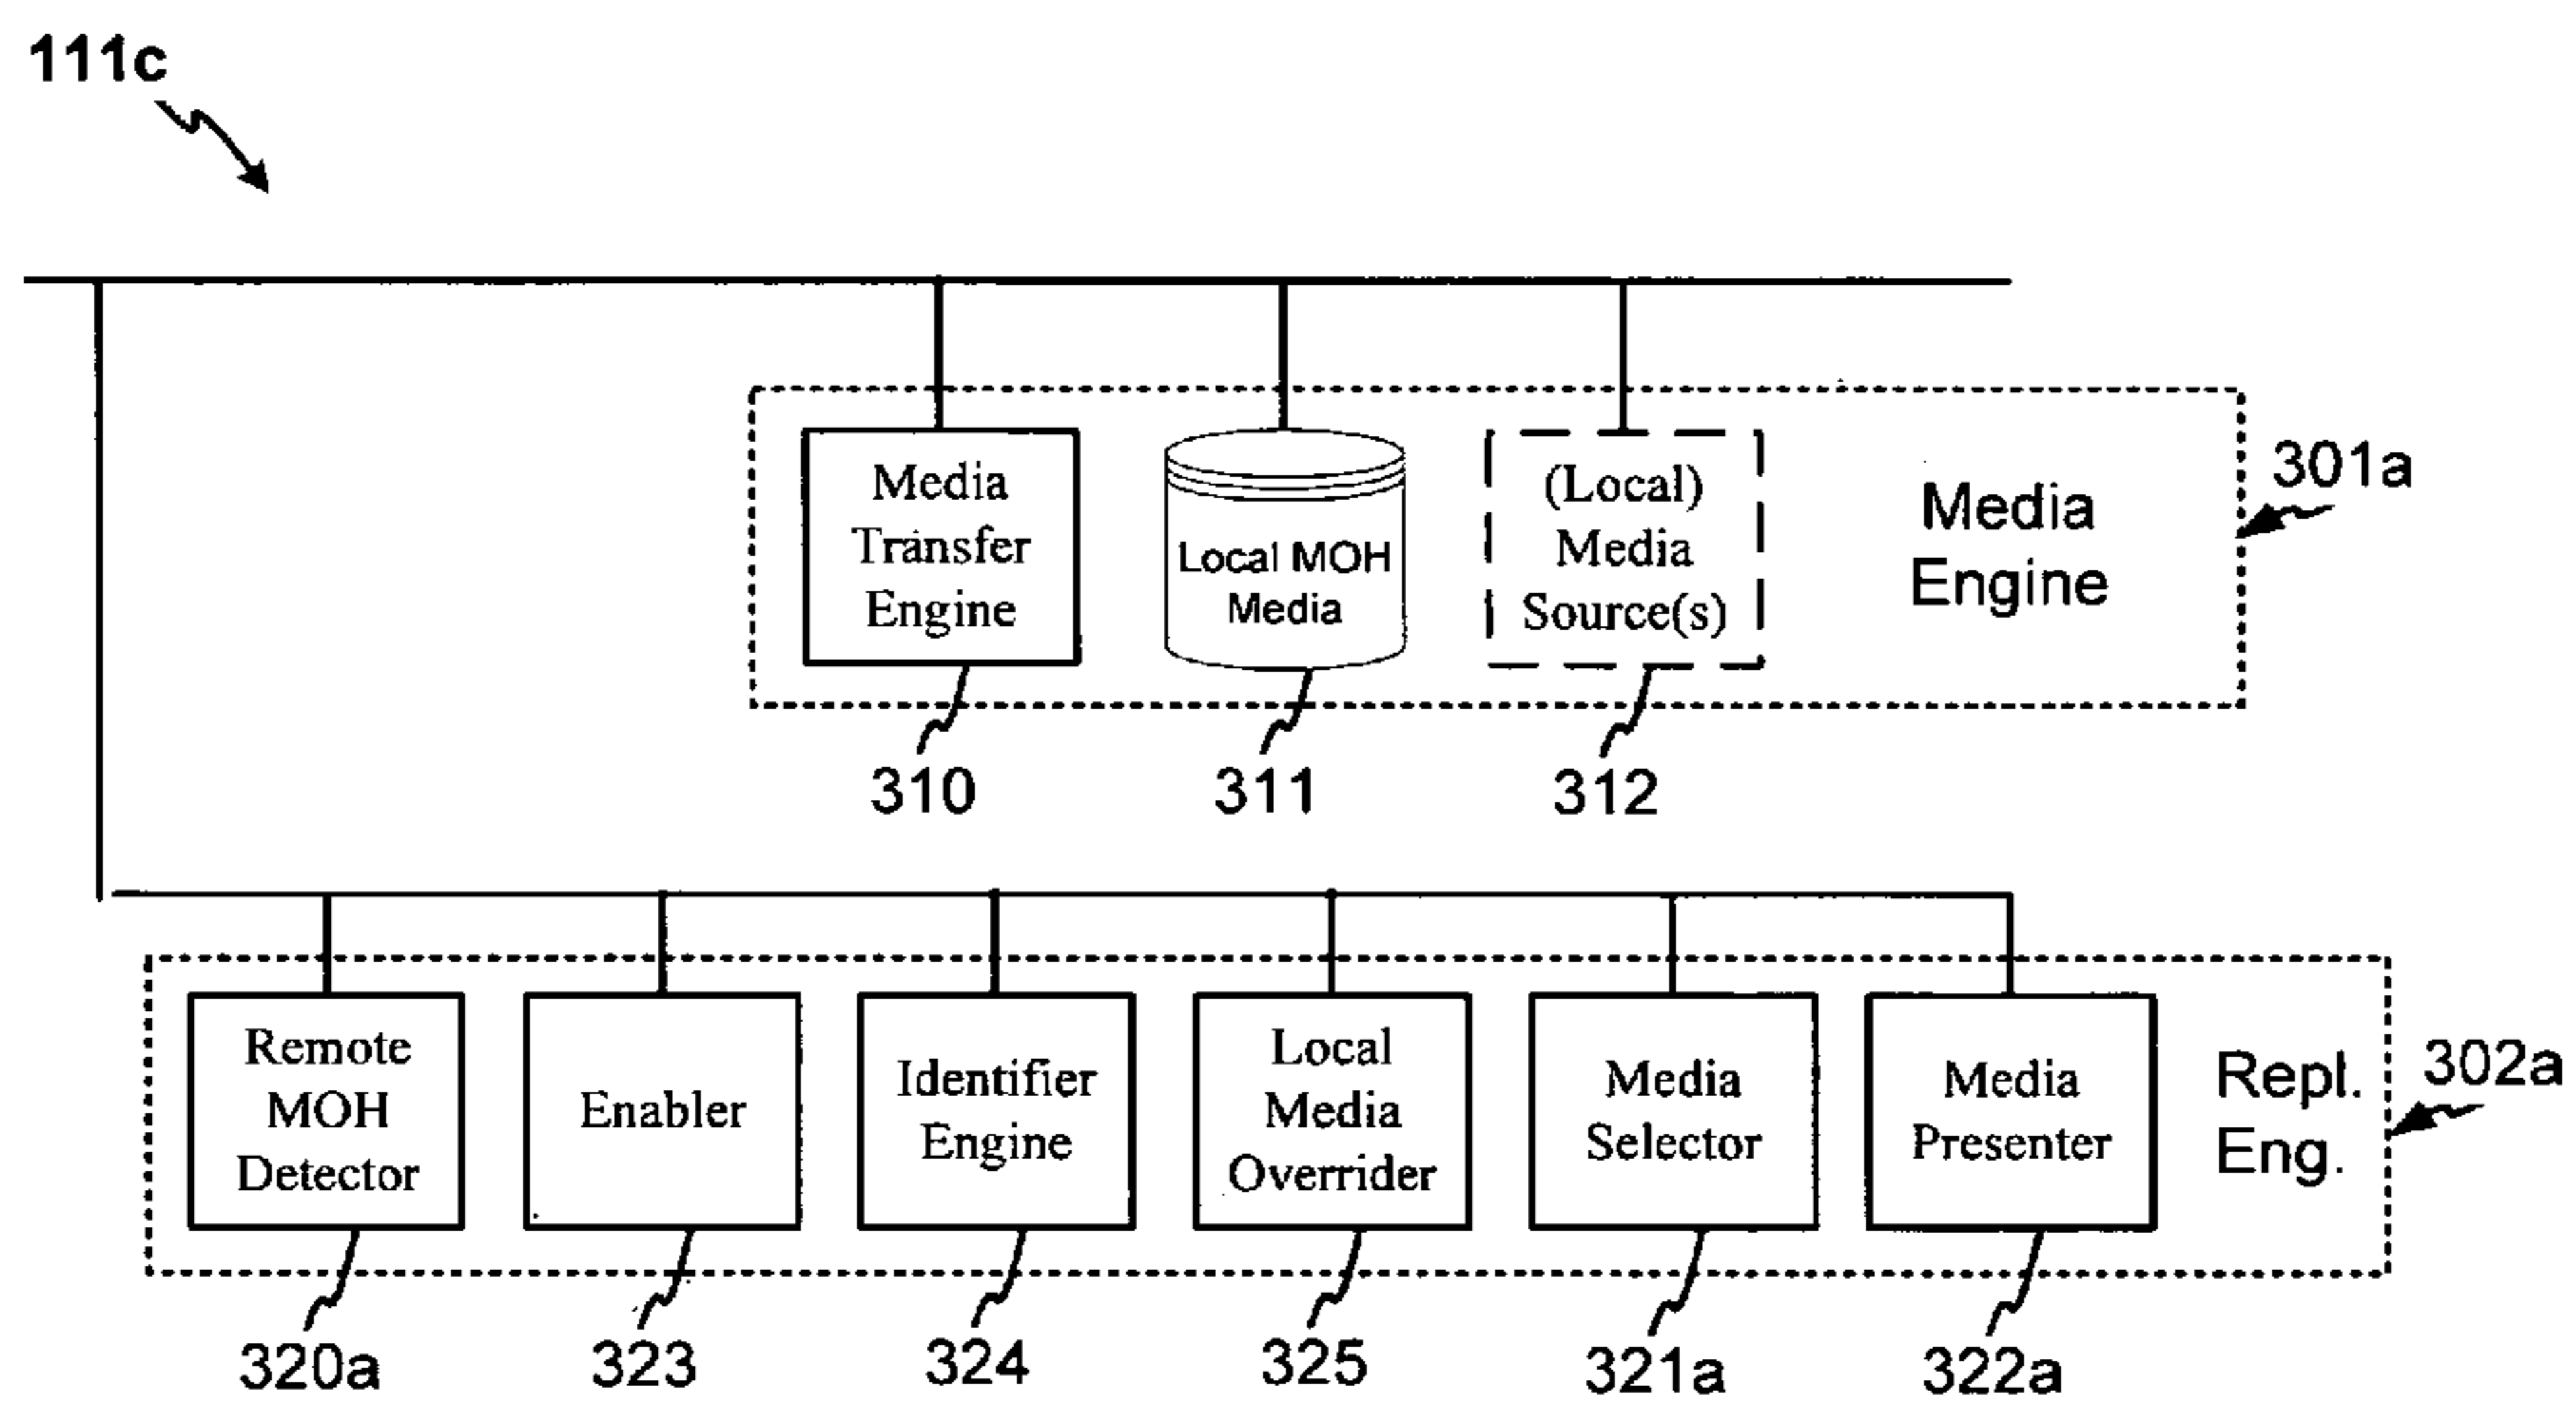 111c
Media
Transfer
Engine
Local MOH
Media
(Local)
Media
Source(s)
Media
Engine
301a
310
311
312
Remote
MOH
Detector
Enabler
Identifier
Engine
Local
Media
Overrider
Media
Selector
Media
Presenter
Repl.
Eng.
302a
320a
323
324
325
321a
322a